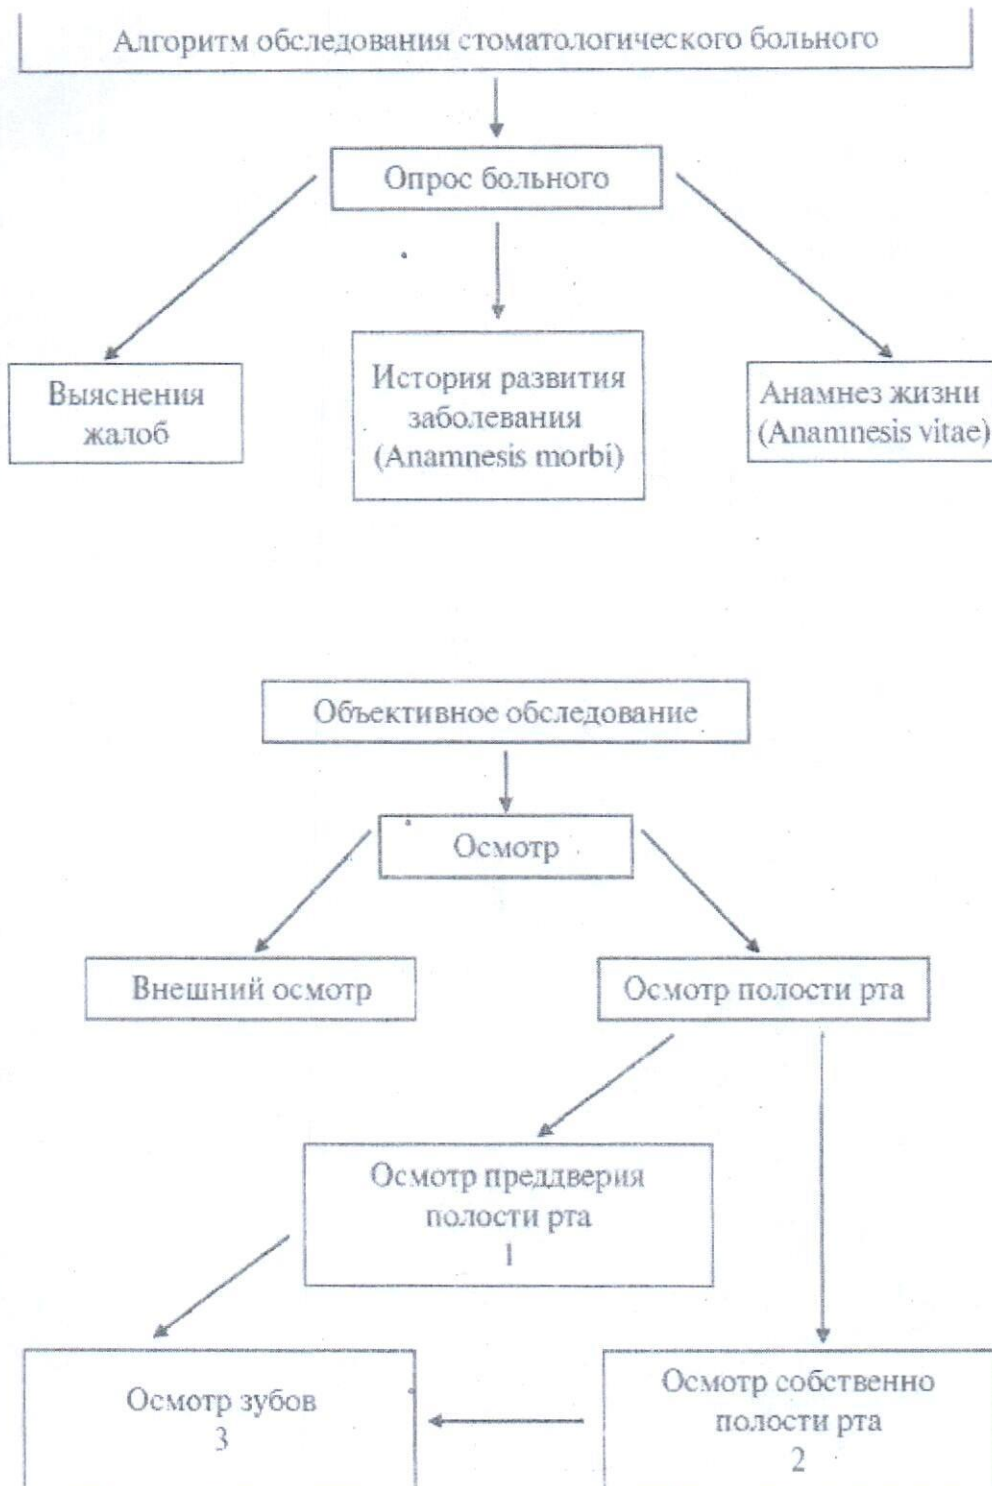 Алгоритм обследования стоматологического больного
Опрос больного
Выяснения
жалоб
История развития
заболевания
(Anamnesis morbi)
Анамнез жизни
(Anamnesis vitae)
Объективное обследование
Осмотр
Внешний осмотр
Осмотр полости рта
Осмотр преддверия
полости рта
1
Осмотр зубов
3
Осмотр собственно
полости рта
2